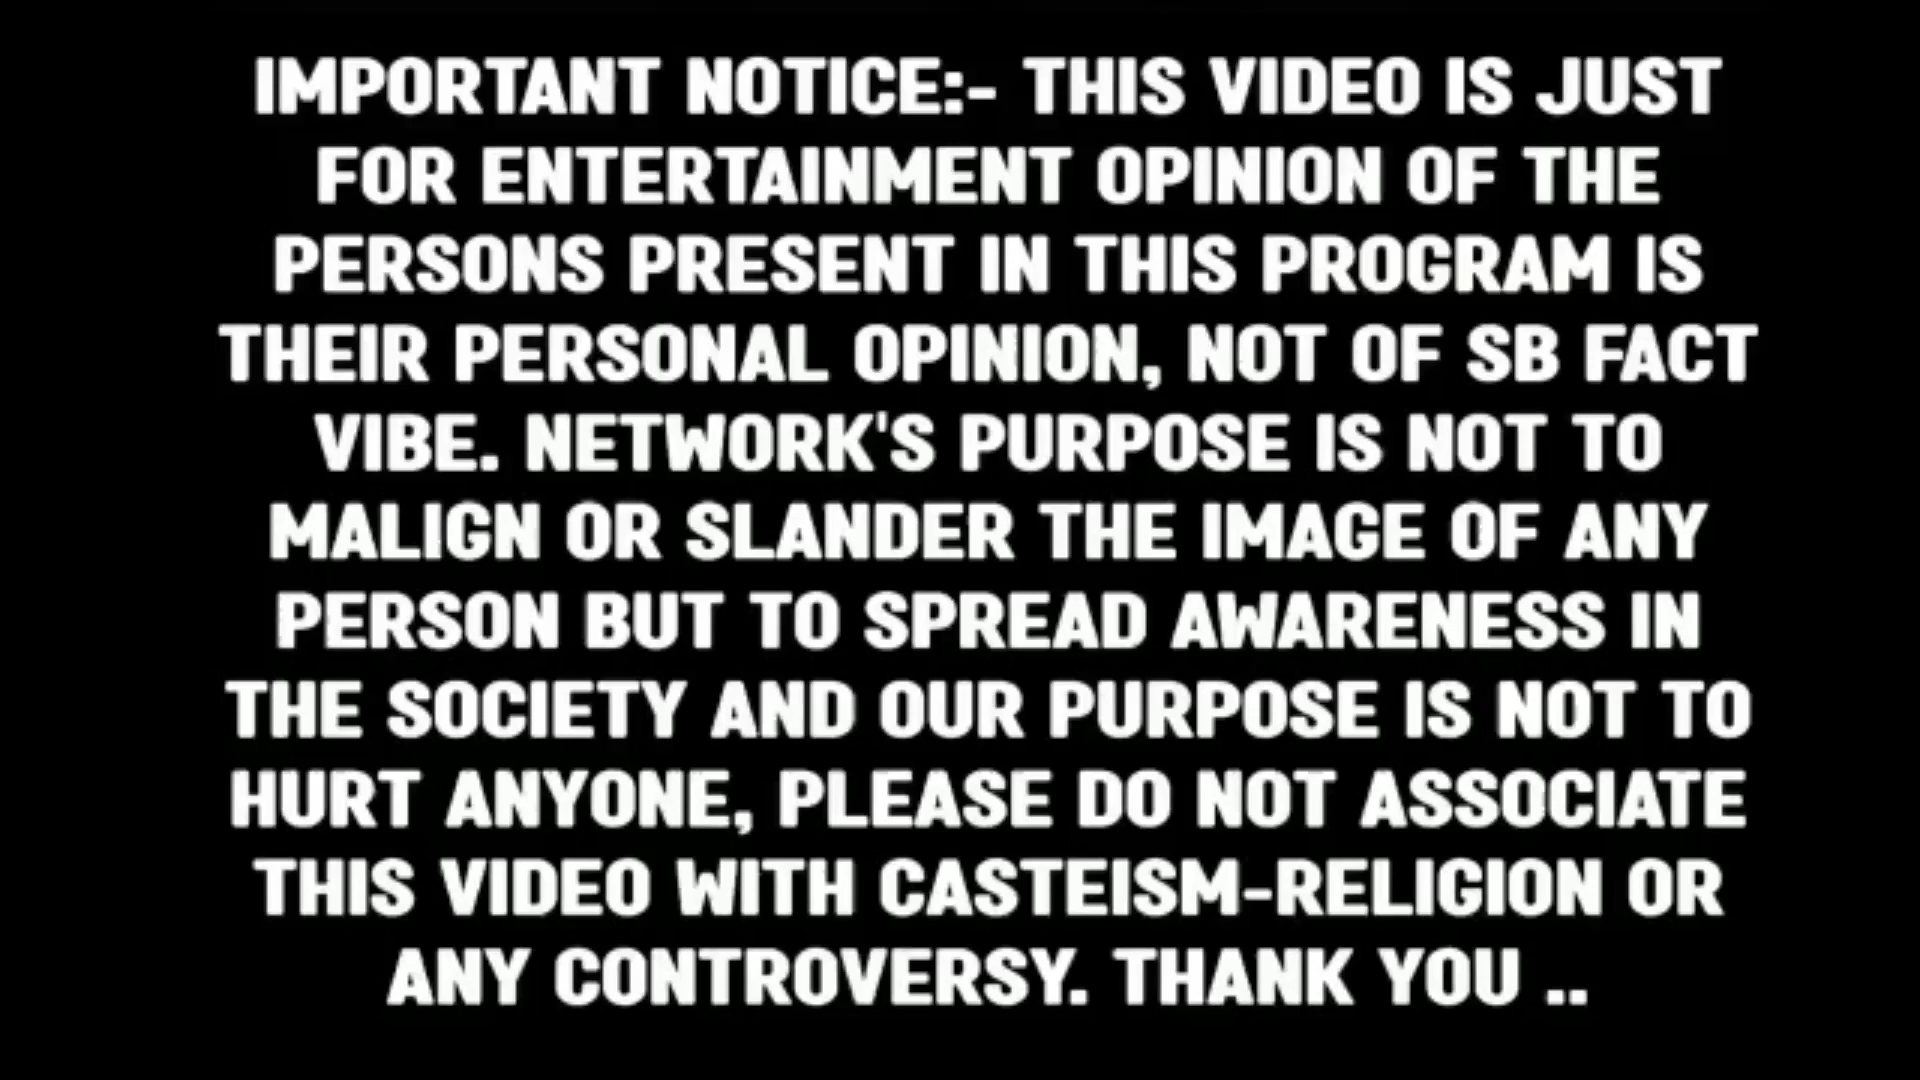 IMPORTANT NOTICE:- THIS VIDEO IS JUST
FOR ENTERTAINMENT OPINION OF THE
PERSONS PRESENT IN THIS PROGRAM IS
THEIR PERSONAL OPINION, NOT OF SB FACT
VIBE. NETWORK'S PURPOSE IS NOT TO
MALIGN OR SLANDER THE IMAGE OF ANY
PERSON BUT TO SPREAD AWARENESS IN
THE SOCIETY AND OUR PURPOSE IS NOT TO
HURT ANYONE, PLEASE DO NOT ASSOCIATE
THIS VIDEO WITH CASTEISM-RELIGION OR
ANY CONTROVERSY. THANK YOU ..